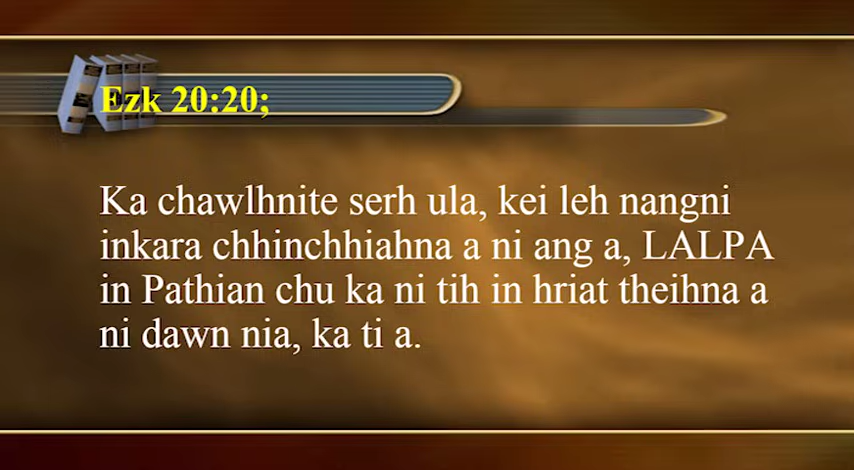 Ezk 20:20;
Ka chawlhnite serh ula, kei leh nangni
inkara chhinchhiahna a ni ang a, LALPA
in Pathian chu ka ni tih in hriat theihna a
ni dawn nia, ka ti a.